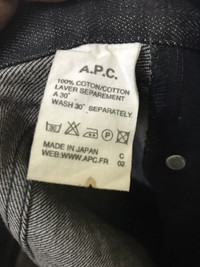 A.P.C.
100% COTON/COTTON
LAVER SEPAREMENT
A 30°
WASH 30° SEPARATELY
P
MADE IN JAPAN C
WEB:WWW.APC.FR 02